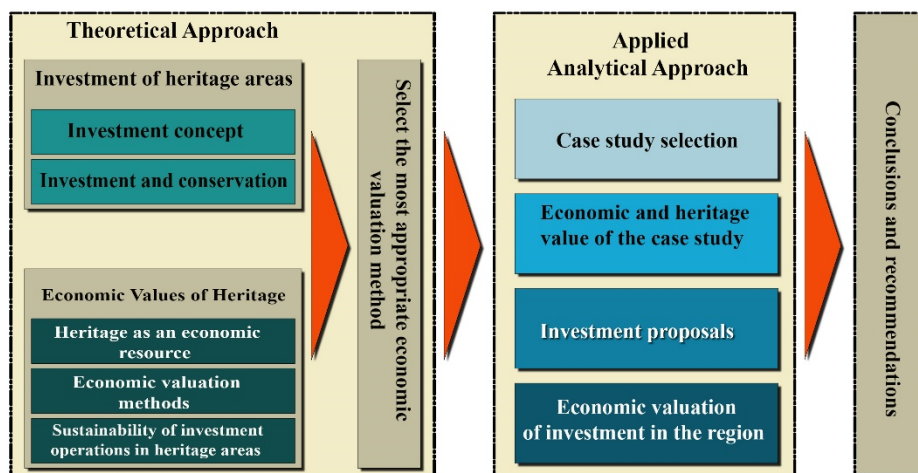 Theoretical Approach
Investment of heritage areas
Investment concept
Investment and conservation
Economic Values of Heritage
Heritage as an economic
resource
Economic valuation
methods
Sustainability of investment
operations in heritage areas
Select the most appropriate economic
valuation method
Applied
Analytical Approach
Case study selection
Economic and heritage
value of the case study
Investment proposals
Economic valuation
of investment in the region
Conclusions and recommendations